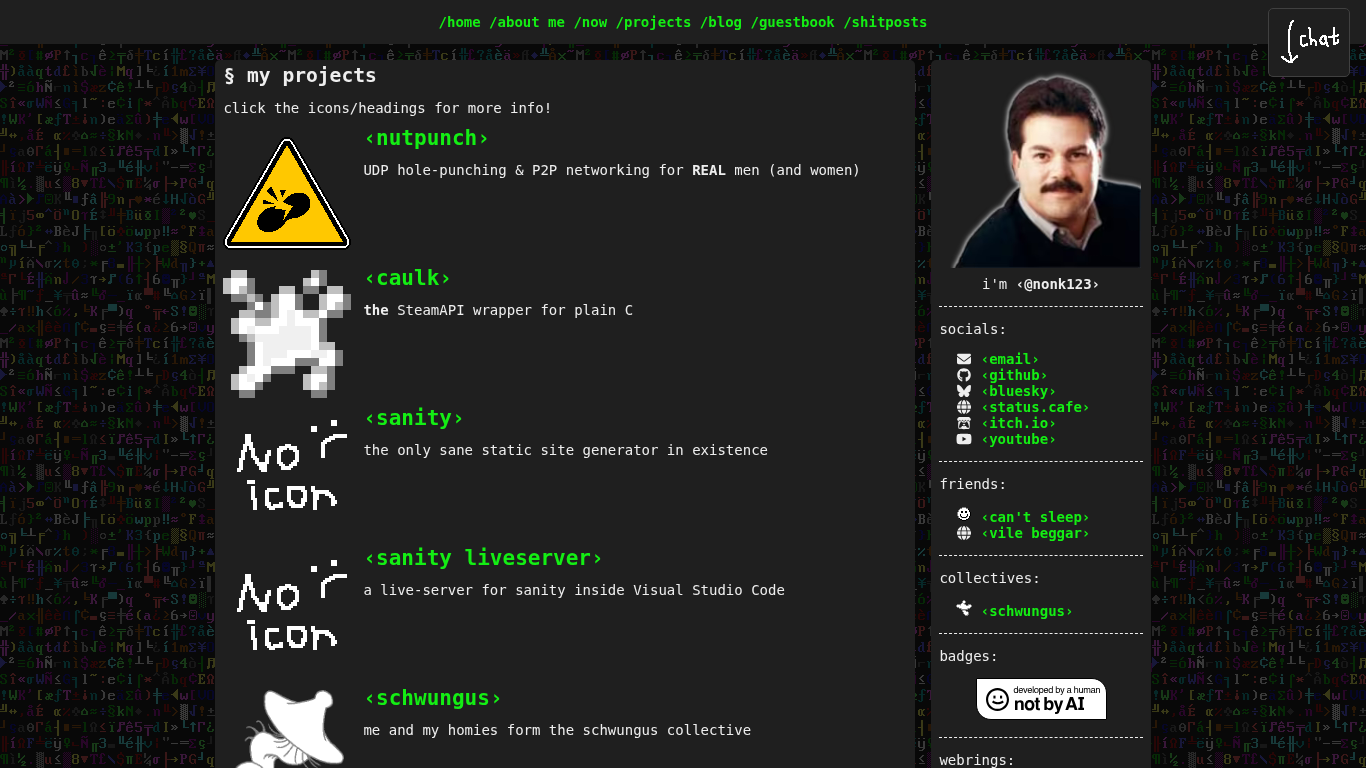 /home /about me /now /projects /blog /guestbook /shitposts
chat
§ my projects
click the icons/headings for more info!
‹nutpunch›
UDP hole-punching & P2P networking for REAL men (and women)
‹caulk›
the SteamAPI wrapper for plain C
No
icon
‹sanity›
the only sane static site generator in existence
No
icon
‹sanity liveserver›
a live-server for sanity inside Visual Studio Code
‹schwungus›
me and my homies form the schwungus collective
i'm ‹@nonk123›
socials:
‹email›
‹github›
‹bluesky›
‹status.cafe›
‹itch.io›
‹youtube›
friends:
‹can't sleep›
‹vile beggar›
collectives:
‹schwungus›
badges:
developed by a human
not by AI
webrings: